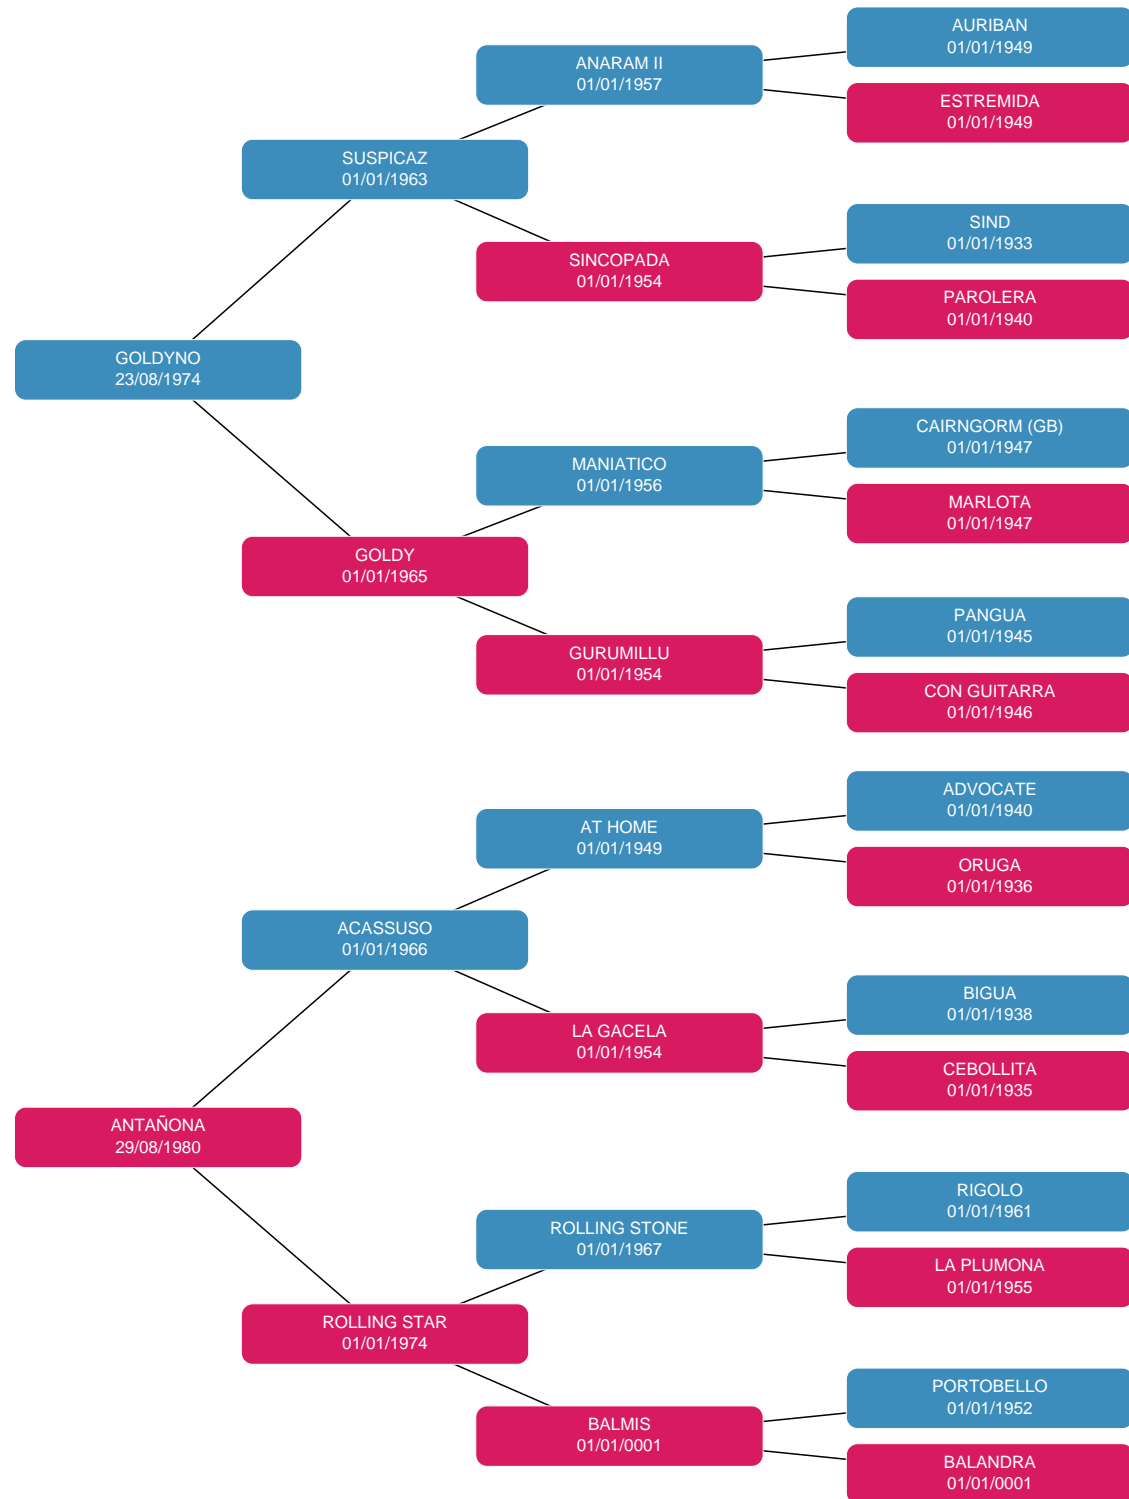 AURIBAN
01/01/1949
ANARAM II
01/01/1957
ESTREMIDA
01/01/1949
SUSPICAZ
01/01/1963
SIND
01/01/1933
SINCOPADA
01/01/1954
PAROLERA
01/01/1940
GOLDYNO
23/08/1974
CAIRNGORM (GB)
01/01/1947
MANIATICO
01/01/1956
MARLOTA
01/01/1947
GOLDY
01/01/1965
PANGUA
01/01/1945
GURUMILLU
01/01/1954
CON GUITARRA
01/01/1946
ADVOCATE
01/01/1940
AT HOME
01/01/1949
ORUGA
01/01/1936
ACASSUSO
01/01/1966
BIGUA
01/01/1938
LA GACELA
01/01/1954
CEBOLLITA
01/01/1935
ANTAÑONA
29/08/1980
RIGOLO
01/01/1961
ROLLING STONE
01/01/1967
LA PLUMONA
01/01/1955
ROLLING STAR
01/01/1974
PORTOBELLO
01/01/1952
BALMIS
01/01/0001
BALANDRA
01/01/0001